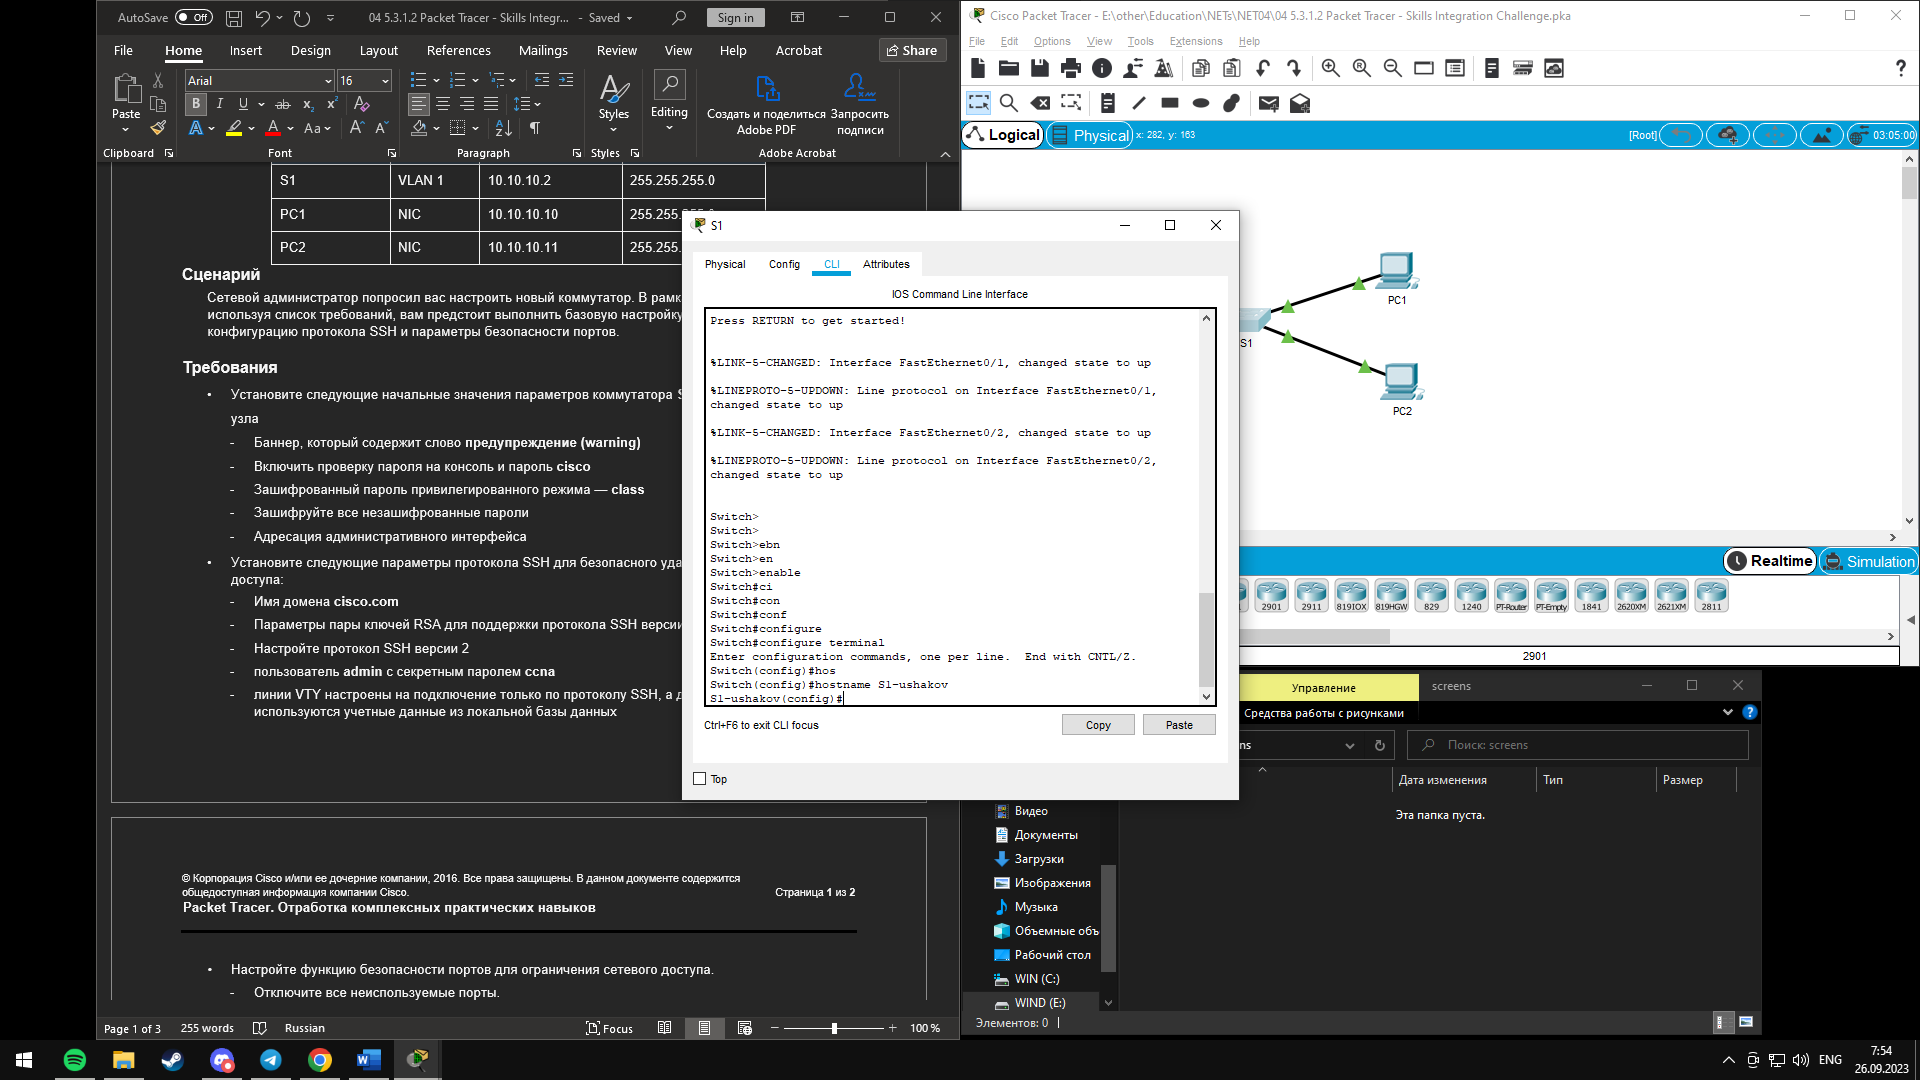 AutoSave Off 04 5.3.1.2 Packet Tracer - Skills Integr... - Saved Sign in
File Home Insert Design Layout References Mailings Review View Help Acrobat Share
Arial 16
Paste Styles Editing Создать и поделиться Adobe PDF Запросить подписи
Clipboard Font Paragraph Styles Adobe Acrobat
S1 VLAN 1 10.10.10.2 255.255.255.0
PC1 NIC 10.10.10.10 255.255.
PC2 NIC 10.10.10.11 255.255.
Сценарий
Сетевой администратор попросил вас настроить новый коммутатор. В рамк
используя список требований, вам предстоит выполнить базовую настройку
конфигурацию протокола SSH и параметры безопасности портов.
Требования
• Установите следующие начальные значения параметров коммутатора
узла
- Баннер, который содержит слово предупреждение (warning)
- Включить проверку пароля на консоль и пароль cisco
- Зашифрованный пароль привилегированного режима — class
- Зашифруйте все незашифрованные пароли
- Адресация административного интерфейса
• Установите следующие параметры протокола SSH для безопасного уда
доступа:
- Имя домена cisco.com
- Параметры пары ключей RSA для поддержки протокола SSH версии
- Настройте протокол SSH версии 2
- пользователь admin с секретным паролем ccna
- линии VTY настроены на подключение только по протоколу SSH, а д
используются учетные данные из локальной базы данных
© Корпорация Cisco и/или ее дочерние компании, 2016. Все права защищены. В данном документе содержится
общедоступная информация компании Cisco. Страница 1 из 2
Packet Tracer. Отработка комплексных практических навыков
• Настройте функцию безопасности портов для ограничения сетевого доступа.
- Отключите все неиспользуемые порты.
Page 1 of 3 255 words Russian Focus 100 %
Cisco Packet Tracer - E:\other\Education\NETs\NET04\04 5.3.1.2 Packet Tracer - Skills Integration Challenge.pka
File Edit Options View Tools Extensions Help
Logical Physical x: 282, y: 163 [Root] 03:05:00
PC1
S1
PC2
Realtime Simulation
2901 2911 819IOX 819HGW 829 1240 PT-Router PT-Empty 1841 2620XM 2621XM 2811
2901
S1
Physical Config CLI Attributes
IOS Command Line Interface
Press RETURN to get started!
%LINK-5-CHANGED: Interface FastEthernet0/1, changed state to up
%LINEPROTO-5-UPDOWN: Line protocol on Interface FastEthernet0/1,
changed state to up
%LINK-5-CHANGED: Interface FastEthernet0/2, changed state to up
%LINEPROTO-5-UPDOWN: Line protocol on Interface FastEthernet0/2,
changed state to up
Switch>
Switch>
Switch>ebn
Switch>en
Switch>enable
Switch#ci
Switch#con
Switch#conf
Switch#configure
Switch#configure terminal
Enter configuration commands, one per line. End with CNTL/Z.
Switch(config)#hos
Switch(config)#hostname S1-ushakov
S1-ushakov(config)#
Ctrl+F6 to exit CLI focus Copy Paste
Top
Управление screens
Средства работы с рисунками
ns Поиск: screens
Дата изменения Тип Размер
Эта папка пуста.
Видео
Документы
Загрузки
Изображения
Музыка
Объемные объ
Рабочий стол
WIN (C:)
WIND (E:)
Элементов: 0
ENG 7:54
26.09.2023